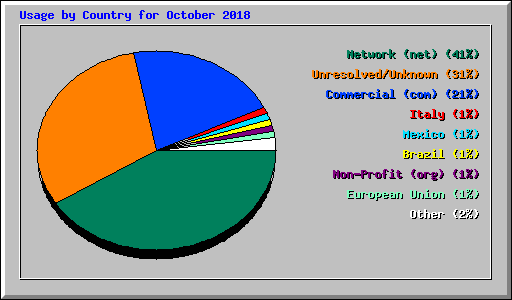 Usage by Country for October 2018
Network (net) (41%)
Unresolved/Unknown (31%)
Commercial (com) (21%)
Italy (1%)
Mexico (1%)
Brazil (1%)
Non-Profit (org) (1%)
European Union (1%)
Other (2%)